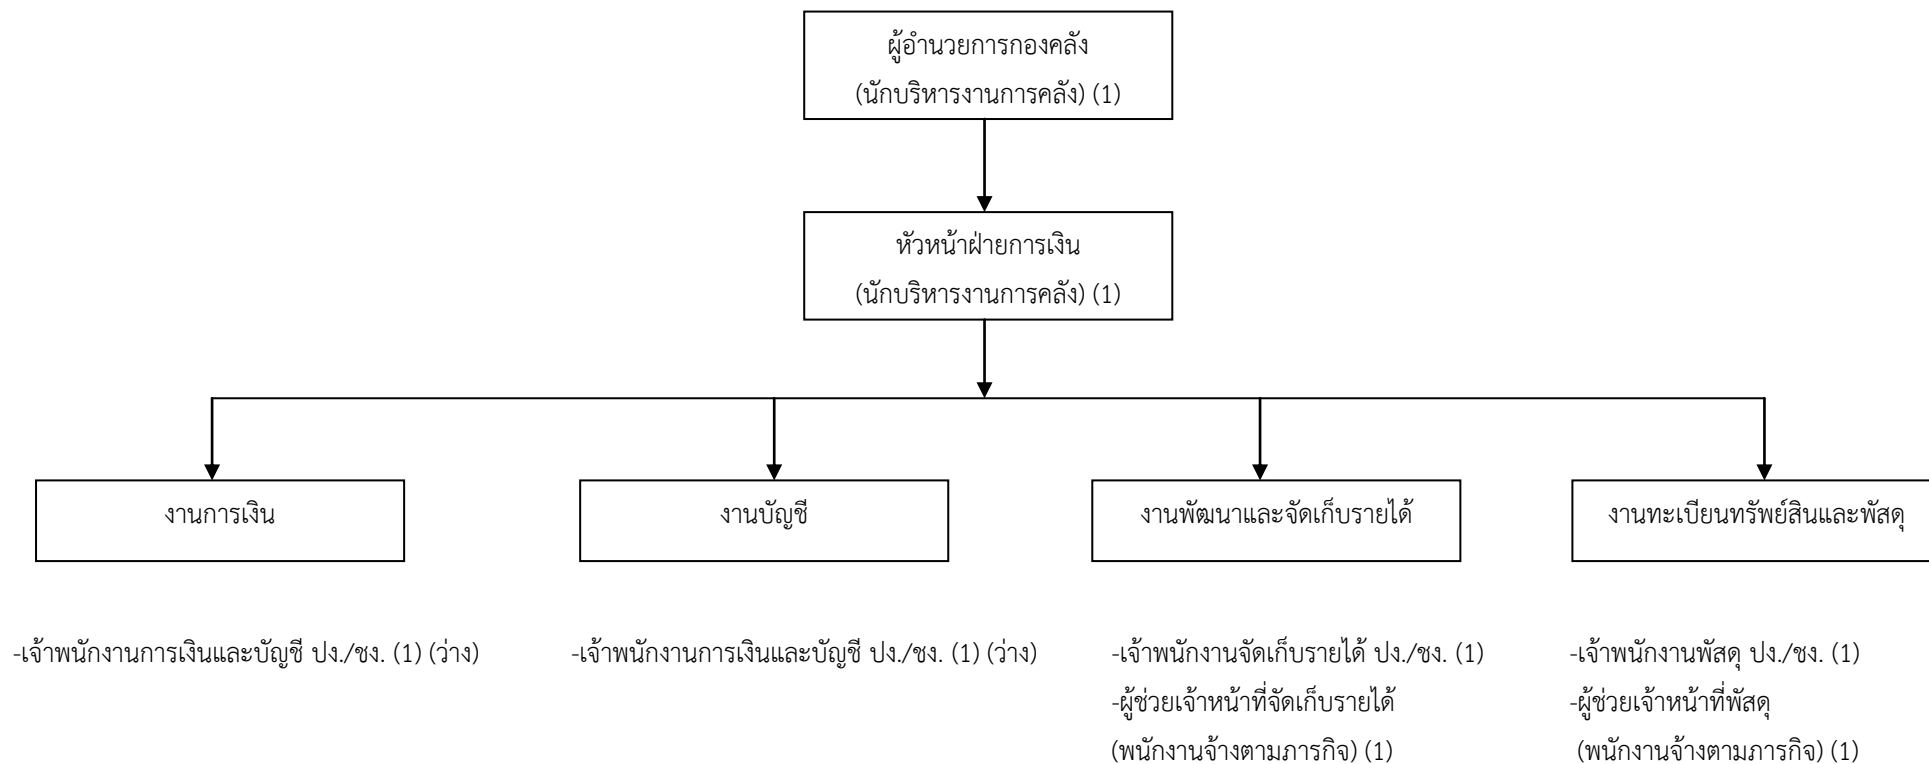 ผู้อำนวยการกองคลัง
(นักบริหารงานการคลัง) (1)
หัวหน้าฝ่ายการเงิน
(นักบริหารงานการคลัง) (1)
งานการเงิน
งานบัญชี
งานพัฒนาและจัดเก็บรายได้
งานทะเบียนทรัพย์สินและพัสดุ
-เจ้าพนักงานการเงินและบัญชี ปง./ชง. (1) (ว่าง)
-เจ้าพนักงานการเงินและบัญชี ปง./ชง. (1) (ว่าง)
-เจ้าพนักงานจัดเก็บรายได้ ปง./ชง. (1)
-ผู้ช่วยเจ้าหน้าที่จัดเก็บรายได้
(พนักงานจ้างตามภารกิจ) (1)
-เจ้าพนักงานพัสดุ ปง./ชง. (1)
-ผู้ช่วยเจ้าหน้าที่พัสดุ
(พนักงานจ้างตามภารกิจ) (1)